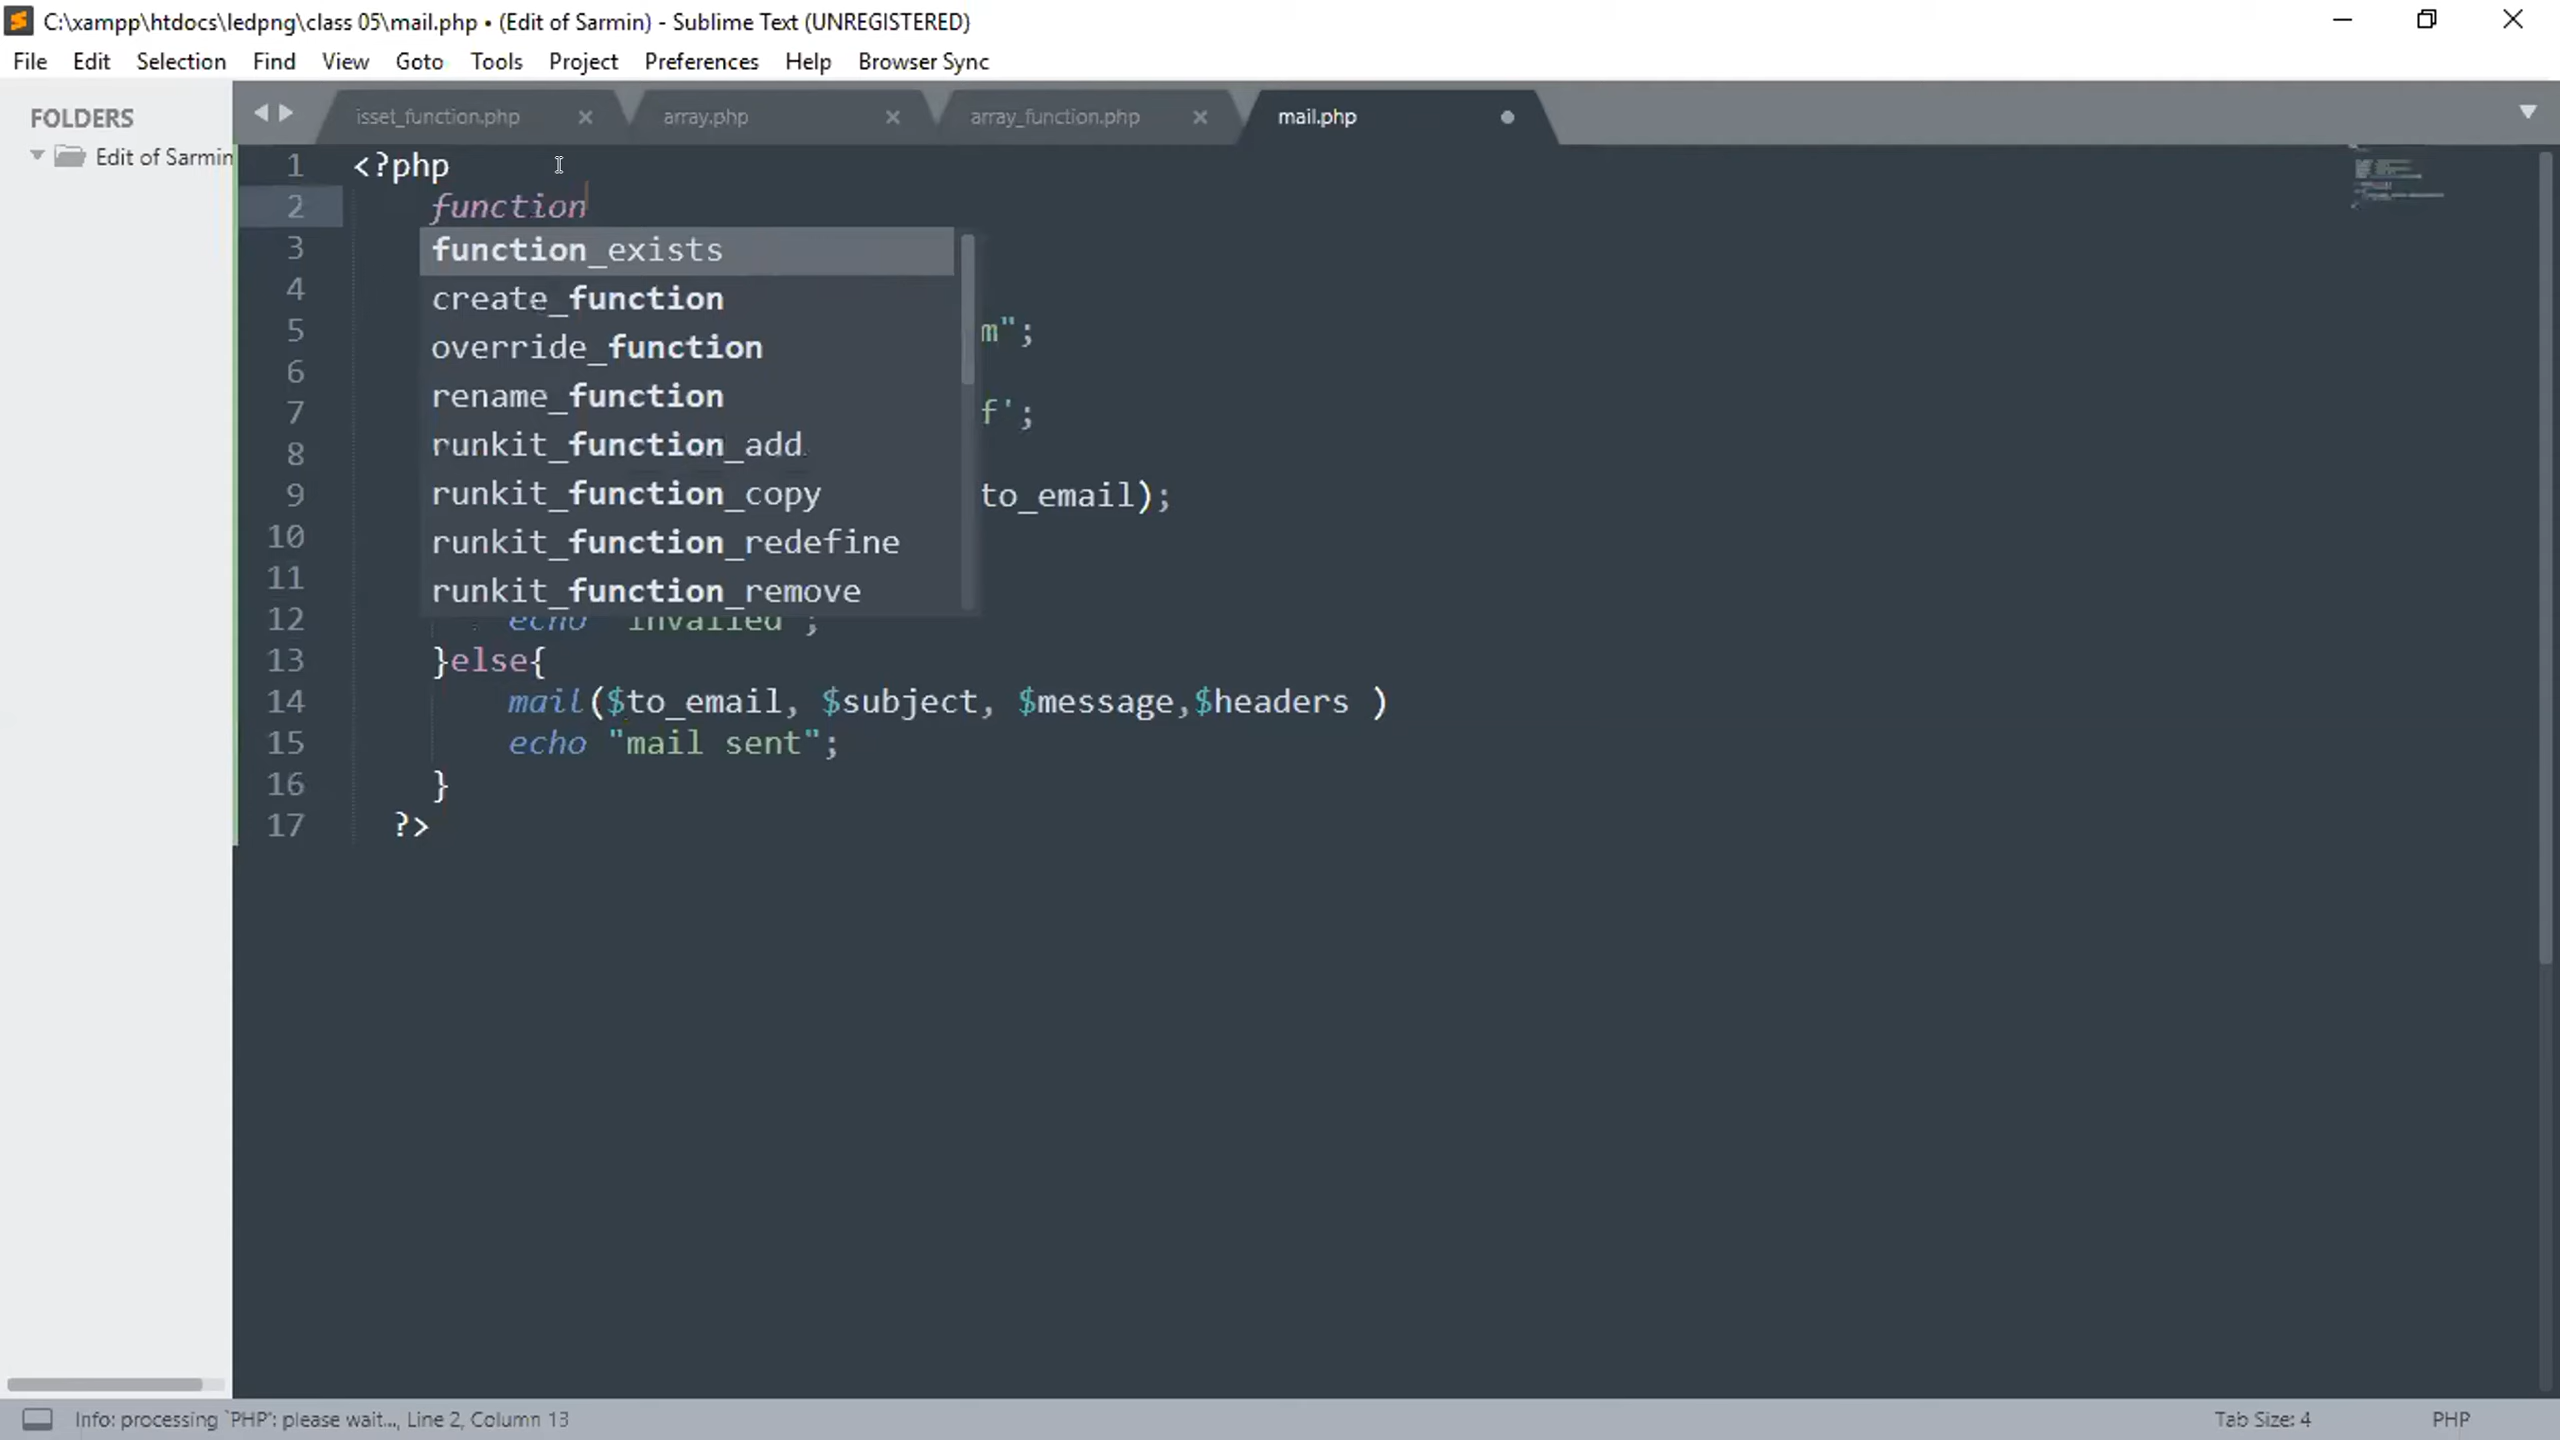 C:\xampp\htdocs\ledpng\class 05\mail.php • (Edit of Sarmin) - Sublime Text (UNREGISTERED)
File Edit Selection Find View Goto Tools Project Preferences Help Browser Sync
FOLDERS
Edit of Sarmin
isset_function.php array.php array_function.php mail.php
1 <?php
2 function
3 function_exists
create_function
4
5 m";
override_function
6 rename_function
7 f';
runkit_function_add
8
9 to_email);
runkit_function_copy
10 runkit_function_redefine
11 runkit_function_remove
12 echo invalied ;
13 }else{
14 mail($to_email, $subject, $message,$headers )
15 echo "mail sent";
16 }
17 ?>
Info: processing `PHP`: please wait..., Line 2, Column 13 Tab Size: 4 PHP